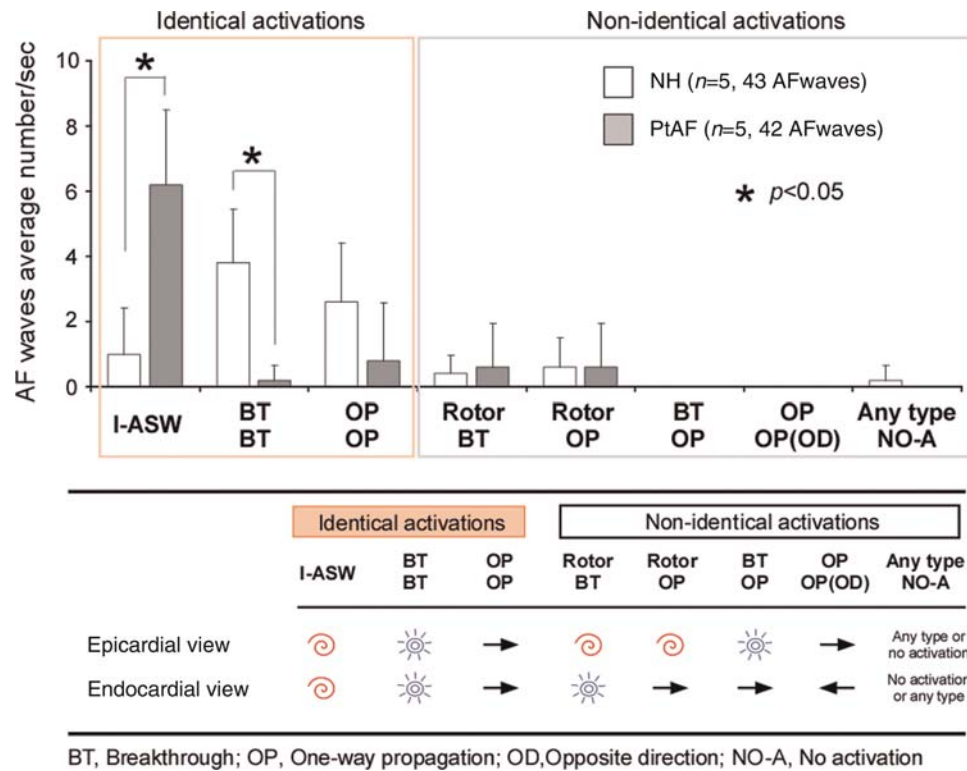 Identical activations Non-identical activations
AF waves average number/sec
10
8
6
4
2
0
* * 
NH (n=5, 43 AFwaves)
PtAF (n=5, 42 AFwaves)
* p<0.05
I-ASW BT OP Rotor Rotor BT OP Any type
BT OP BT OP OP OP(OD) NO-A
Identical activations Non-identical activations
I-ASW BT OP Rotor Rotor BT OP Any type
BT OP BT OP OP OP(OD) NO-A
Epicardial view Any type or
no activation
Endocardial view No activation
or any type
BT, Breakthrough; OP, One-way propagation; OD,Opposite direction; NO-A, No activation